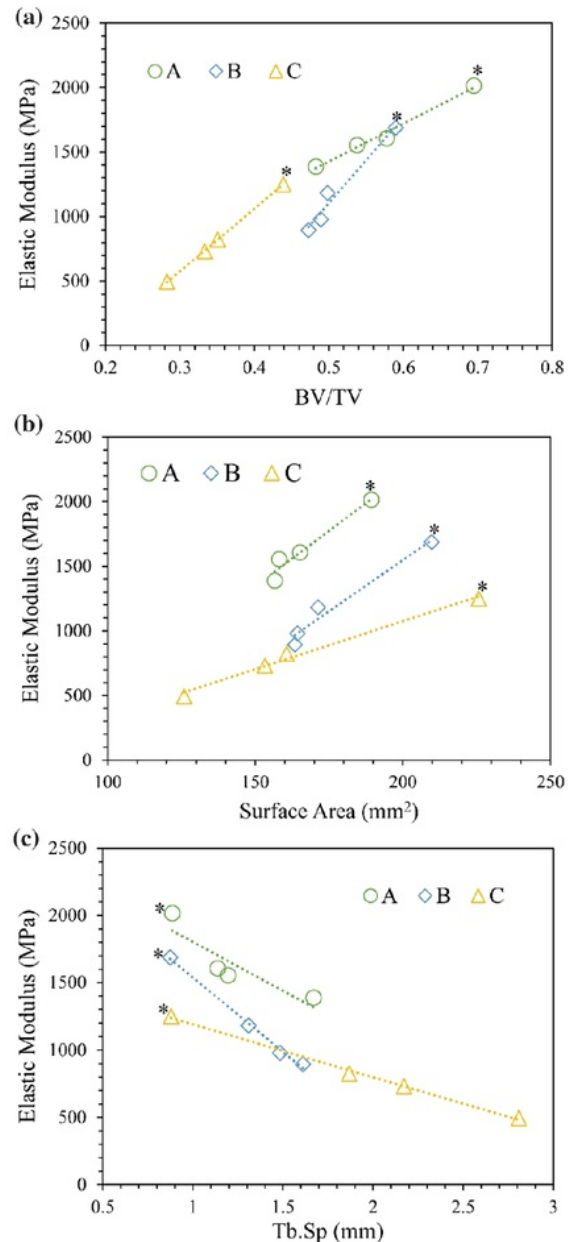 (a)
A B C
2500
2000
1500
1000
500
0
Elastic Modulus (MPa)
* * *
0.2 0.3 0.4 0.5 0.6 0.7 0.8
BV/TV
(b)
A B C
2500
2000
1500
1000
500
0
Elastic Modulus (MPa)
* * *
100 150 200 250
Surface Area (mm²)
(c)
A B C
2500
2000
1500
1000
500
0
Elastic Modulus (MPa)
*
*
*
0.5 1 1.5 2 2.5 3
Tb.Sp (mm)